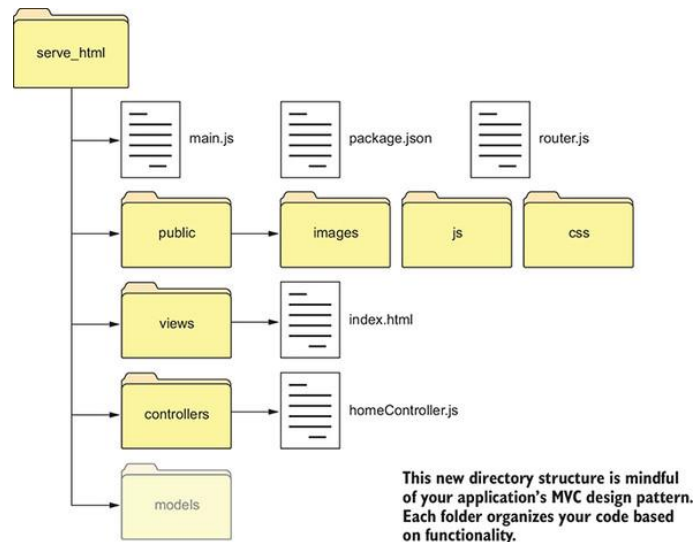 serve_html
main.js
package.json
router.js
public
images
js
css
views
index.html
controllers
homeController.js
models
This new directory structure is mindful
of your application's MVC design pattern.
Each folder organizes your code based
on functionality.